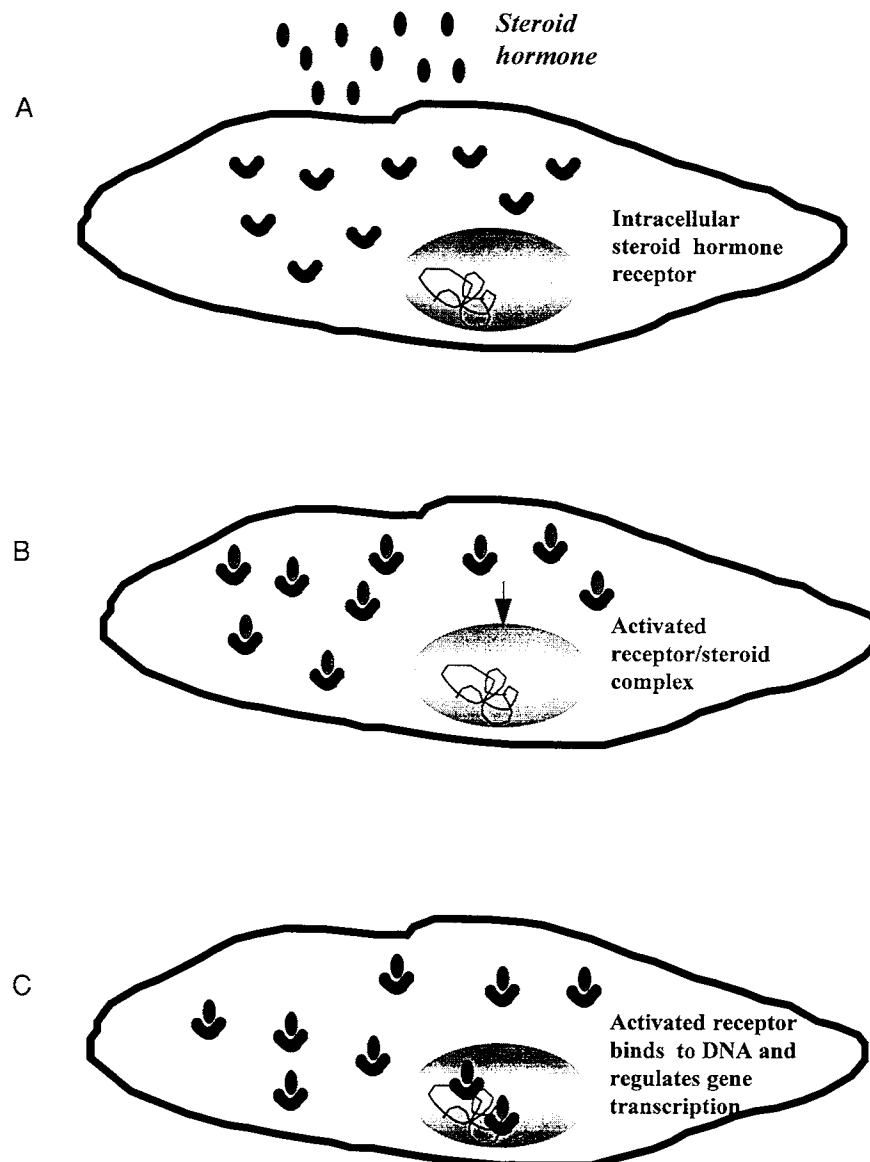 Steroid
hormone
A
Intracellular
steroid hormone
receptor
B
Activated
receptor/steroid
complex
C
Activated receptor
binds to DNA and
regulates gene
transcription